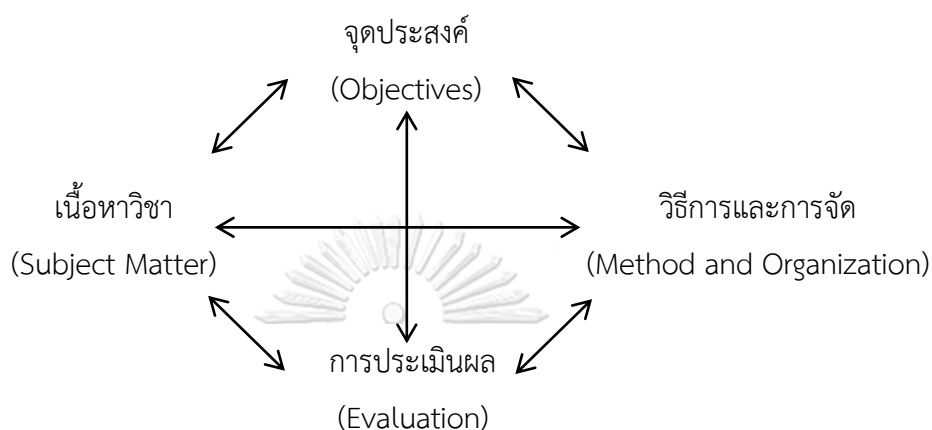 จุดประสงค์
(Objectives)
เนื้อหาวิชา
(Subject Matter)
วิธีการและการจัด
(Method and Organization)
การประเมินผล
(Evaluation)